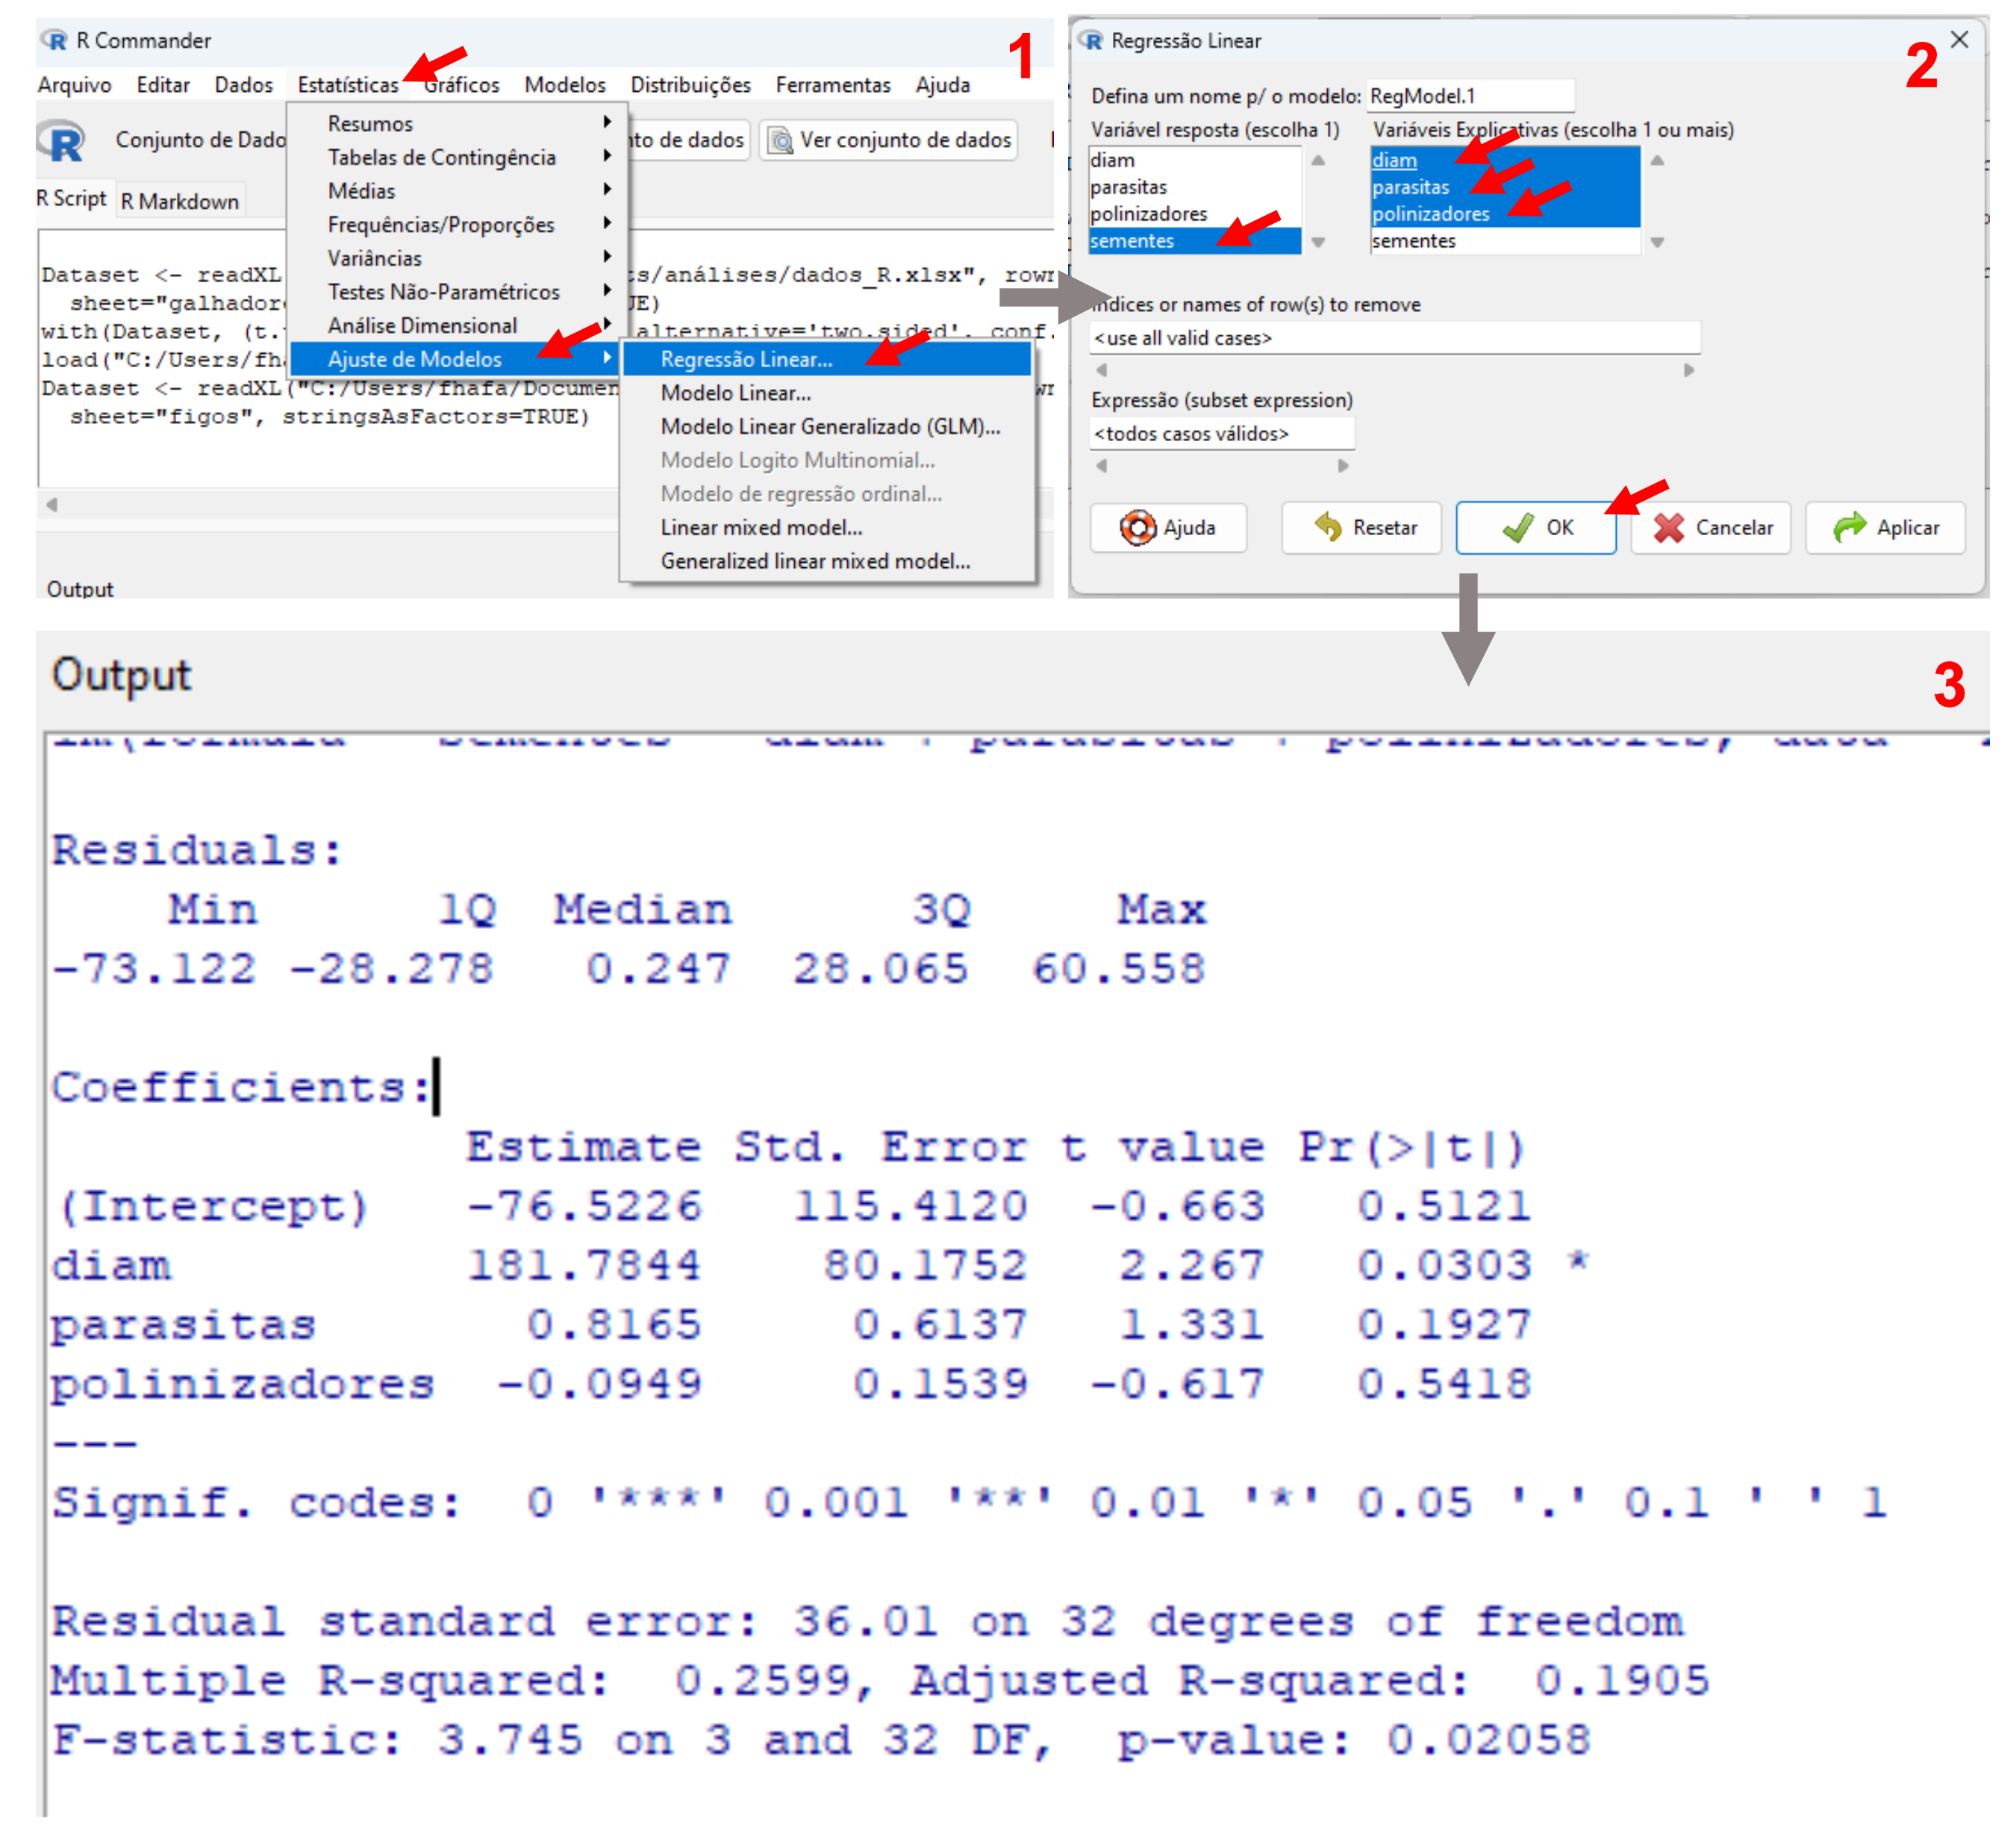 R Commander
1
Arquivo Editar Dados Estatísticas Gráficos Modelos Distribuições Ferramentas Ajuda
Conjunto de Dado
nto de dados
Ver conjunto de dados
R Script R Markdown
Resumos
Tabelas de Contingência
Médias
Frequências/Proporções
Variâncias
Testes Não-Paramétricos
Análise Dimensional
Ajuste de Modelos
Regressão Linear...
Modelo Linear...
Modelo Linear Generalizado (GLM)...
Modelo Logito Multinomial...
Modelo de regressão ordinal...
Linear mixed model...
Generalized linear mixed model...
Dataset <- readXL ts/análises/dados_R.xlsx", rown
sheet="galhador UE)
with(Dataset, (t. alternative='two.sided', conf.
load("C:/Users/fh
Dataset <- readXL("C:/Users/fhafa/Documen wn
sheet="figos", stringsAsFactors=TRUE)
Output
Regressão Linear
2
Defina um nome p/ o modelo: RegModel.1
Variável resposta (escolha 1) Variáveis Explicativas (escolha 1 ou mais)
diam diam
parasitas parasitas
polinizadores polinizadores
sementes sementes
Indices or names of row(s) to remove
<use all valid cases>
Expressão (subset expression)
<todos casos válidos>
Ajuda Resetar OK Cancelar Aplicar
Output
3
Residuals:
Min 1Q Median 3Q Max
-73.122 -28.278 0.247 28.065 60.558
Coefficients:
Estimate Std. Error t value Pr(>|t|)
(Intercept) -76.5226 115.4120 -0.663 0.5121
diam 181.7844 80.1752 2.267 0.0303 *
parasitas 0.8165 0.6137 1.331 0.1927
polinizadores -0.0949 0.1539 -0.617 0.5418
---
Signif. codes: 0 '***' 0.001 '**' 0.01 '*' 0.05 '.' 0.1 ' ' 1
Residual standard error: 36.01 on 32 degrees of freedom
Multiple R-squared: 0.2599, Adjusted R-squared: 0.1905
F-statistic: 3.745 on 3 and 32 DF, p-value: 0.02058